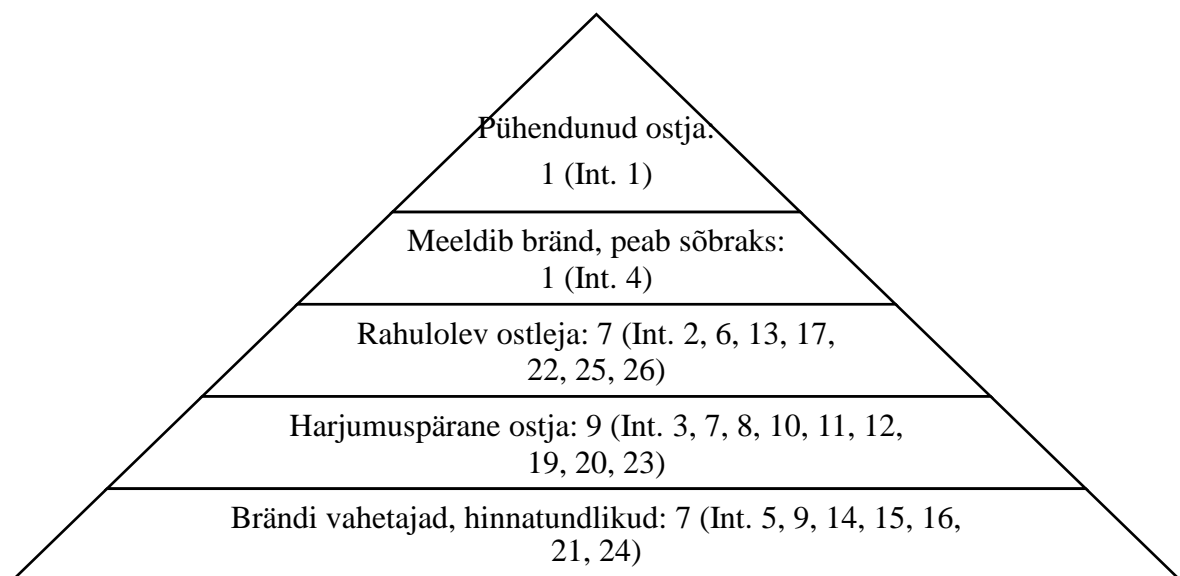 Pühendunud ostja:
1 (Int. 1)
Meeldib bränd, peab sõbraks:
1 (Int. 4)
Rahulolev ostleja: 7 (Int. 2, 6, 13, 17,
22, 25, 26)
Harjumuspärane ostja: 9 (Int. 3, 7, 8, 10, 11, 12,
19, 20, 23)
Brändi vahetajad, hinnatundlikud: 7 (Int. 5, 9, 14, 15, 16,
21, 24)